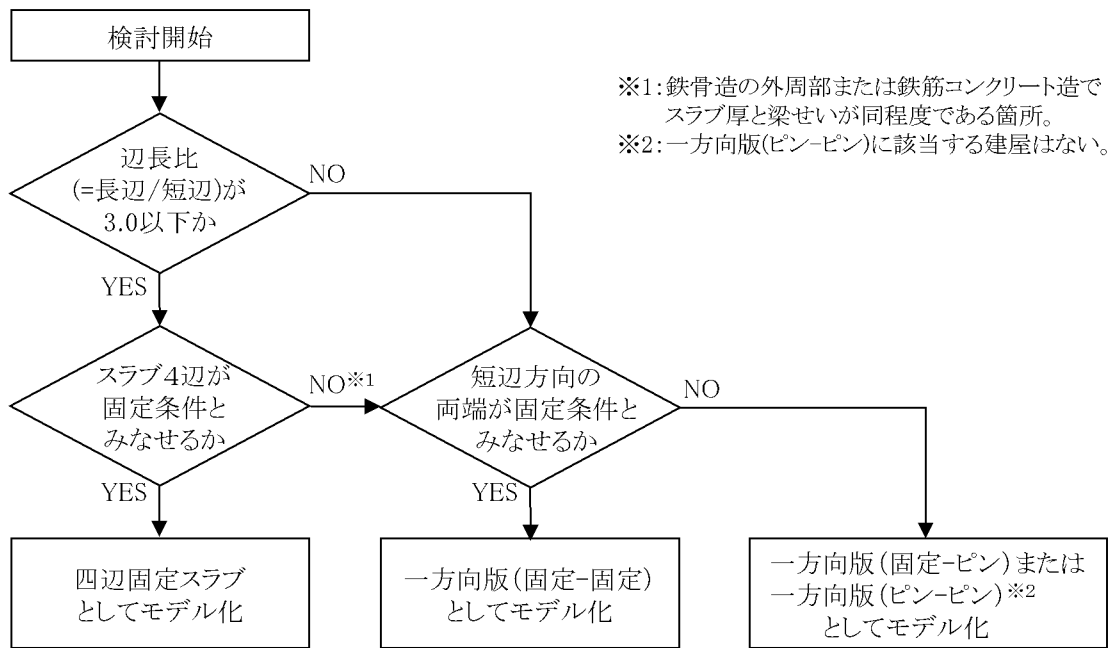 検討開始
※1:鉄骨造の外周部または鉄筋コンクリート造で
スラブ厚と梁せいが同程度である箇所。
※2:一方向版(ピン-ピン)に該当する建屋はない。
辺長比
(=長辺/短辺)が
3.0以下か
NO
YES
スラブ4辺が
固定条件と
みなせるか
NO※1
YES
短辺方向の
両端が固定条件と
みなせるか
NO
YES
四辺固定スラブ
としてモデル化
一方向版(固定-固定)
としてモデル化
一方向版(固定-ピン)または
一方向版(ピン-ピン)※2
としてモデル化